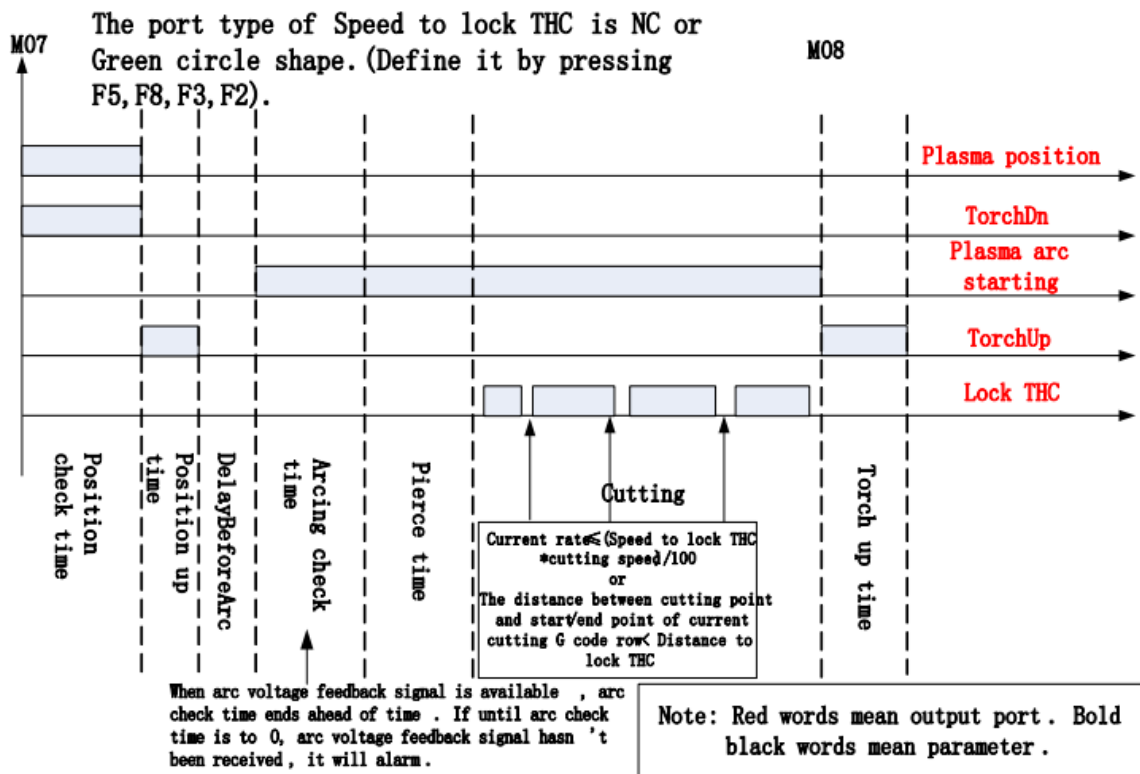 The port type of Speed to lock THC is NC or
Green circle shape.(Define it by pressing
F5,F8,F3,F2).
M07
M08
Plasma position
TorchDn
Plasma arc
starting
TorchUp
Lock THC
Position
check time
Position up
time
DelayBeforeArc
Arcing check
time
Pierce time
Cutting
Torch up time
Current rate≤(Speed to lock THC
*cutting speed/100
or
The distance between cutting point
and start/end point of current
cutting G code row< Distance to
lock THC
When arc voltage feedback signal is available , arc
check time ends ahead of time . If until arc check
time is to 0, arc voltage feedback signal hasn 't
been received, it will alarm.
Note: Red words mean output port. Bold
black words mean parameter.